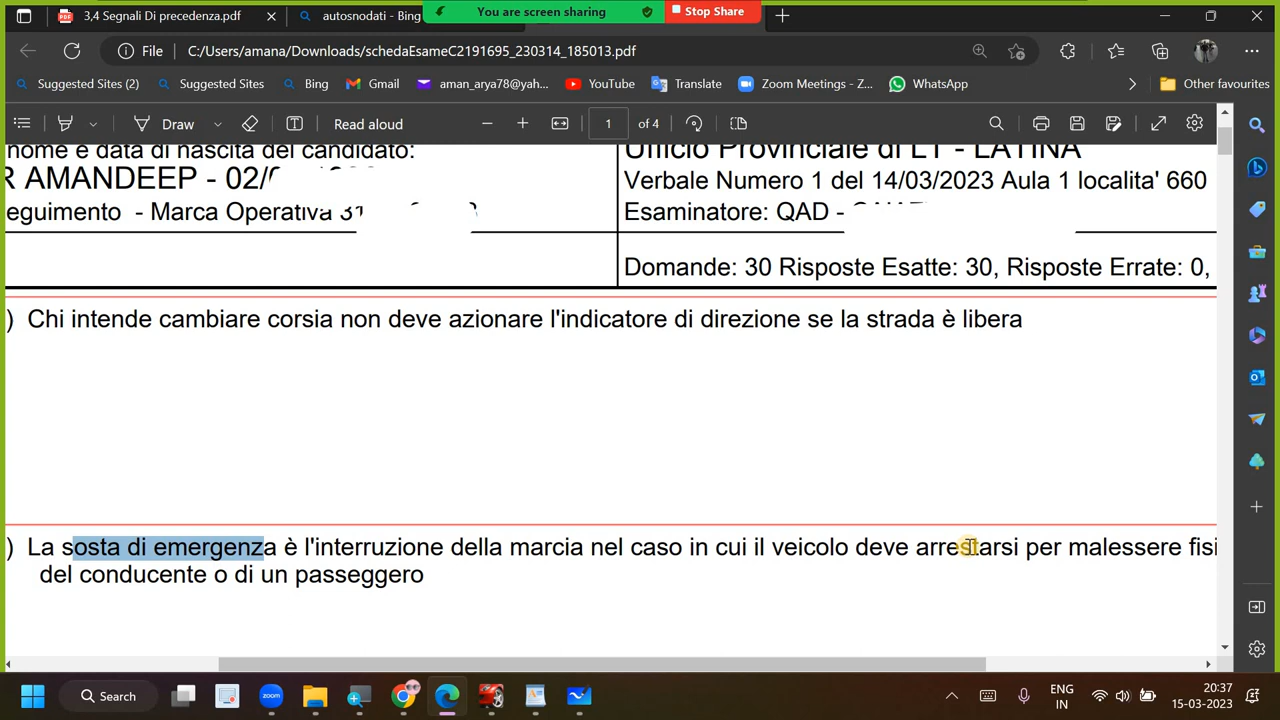 3,4 Segnali Di precedenza.pdf
autosnodati - Bing
You are screen sharing
Stop Share
File
C:/Users/amana/Downloads/schedaEsameC2191695_230314_185013.pdf
Suggested Sites (2)
Suggested Sites
Bing
Gmail
aman_arya78@yah...
YouTube
Translate
Zoom Meetings - Z...
WhatsApp
Other favourites
Draw
Read aloud
1
of 4
nome e data di nascita del candidato:
R AMANDEEP - 02/
eguimento - Marca Operativa 31
Ufficio Provinciale di LT - LATINA
Verbale Numero 1 del 14/03/2023 Aula 1 localita' 660
Esaminatore: QAD -
Domande: 30 Risposte Esatte: 30, Risposte Errate: 0,
) Chi intende cambiare corsia non deve azionare l'indicatore di direzione se la strada è libera
) La sosta di emergenza è l'interruzione della marcia nel caso in cui il veicolo deve arrestarsi per malessere fisi
del conducente o di un passeggero
Search
zoom
ENG
IN
20:37
15-03-2023